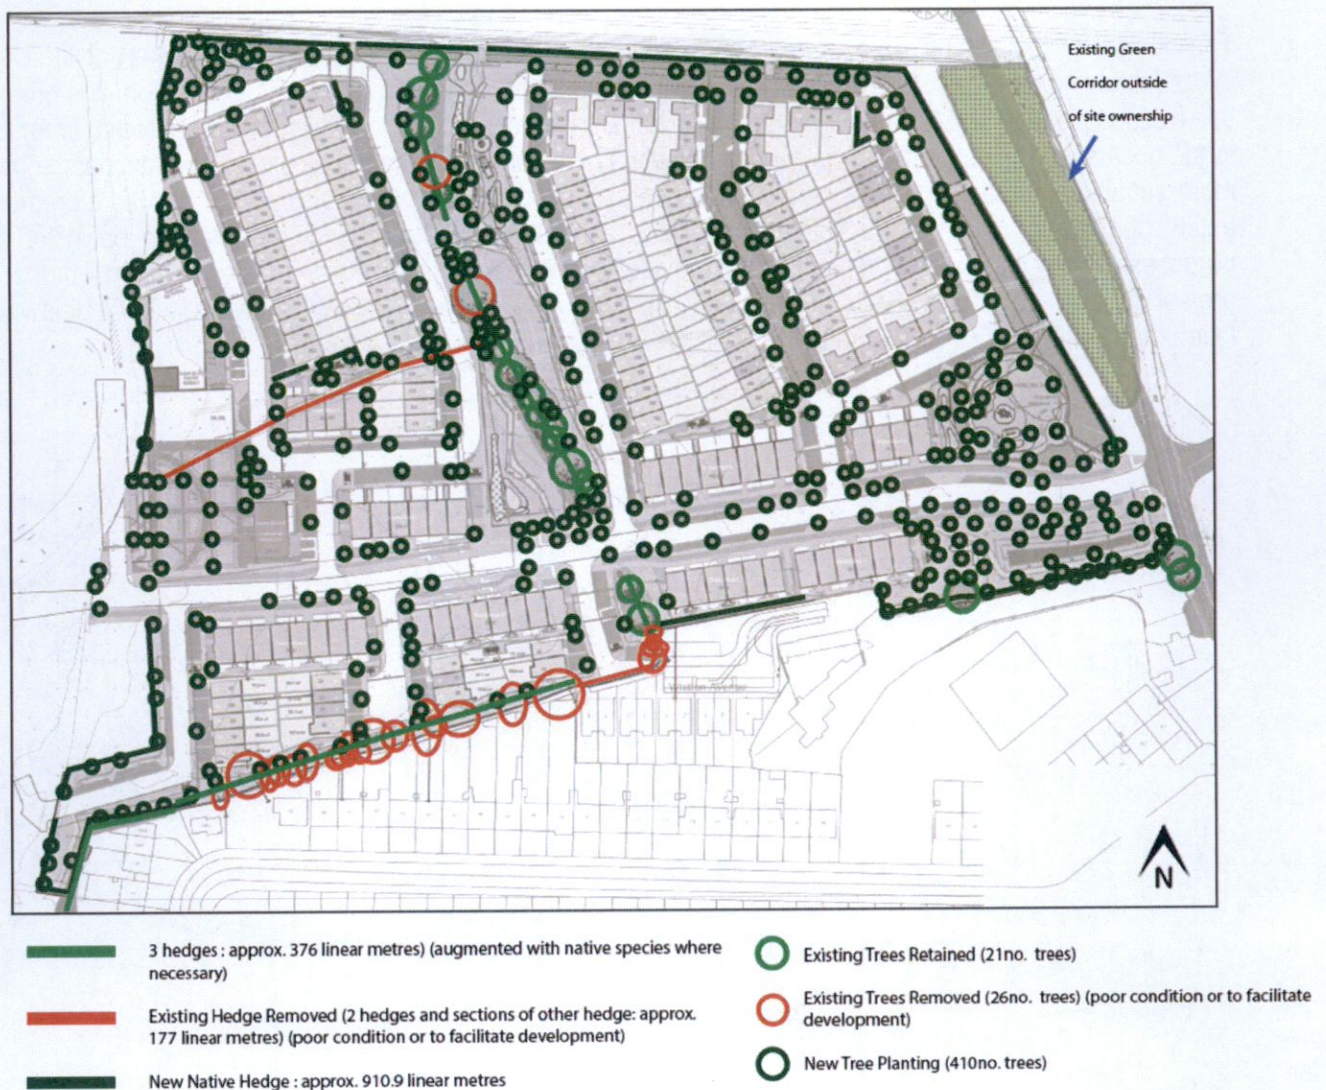 Existing Green
Corridor outside
of site ownership
N
3 hedges : approx. 376 linear metres) (augmented with native species where
necessary)
Existing Hedge Removed (2 hedges and sections of other hedge: approx.
177 linear metres) (poor condition or to facilitate development)
New Native Hedge : approx. 910.9 linear metres
Existing Trees Retained (21no. trees)
Existing Trees Removed (26no. trees) (poor condition or to facilitate
development)
New Tree Planting (410no. trees)